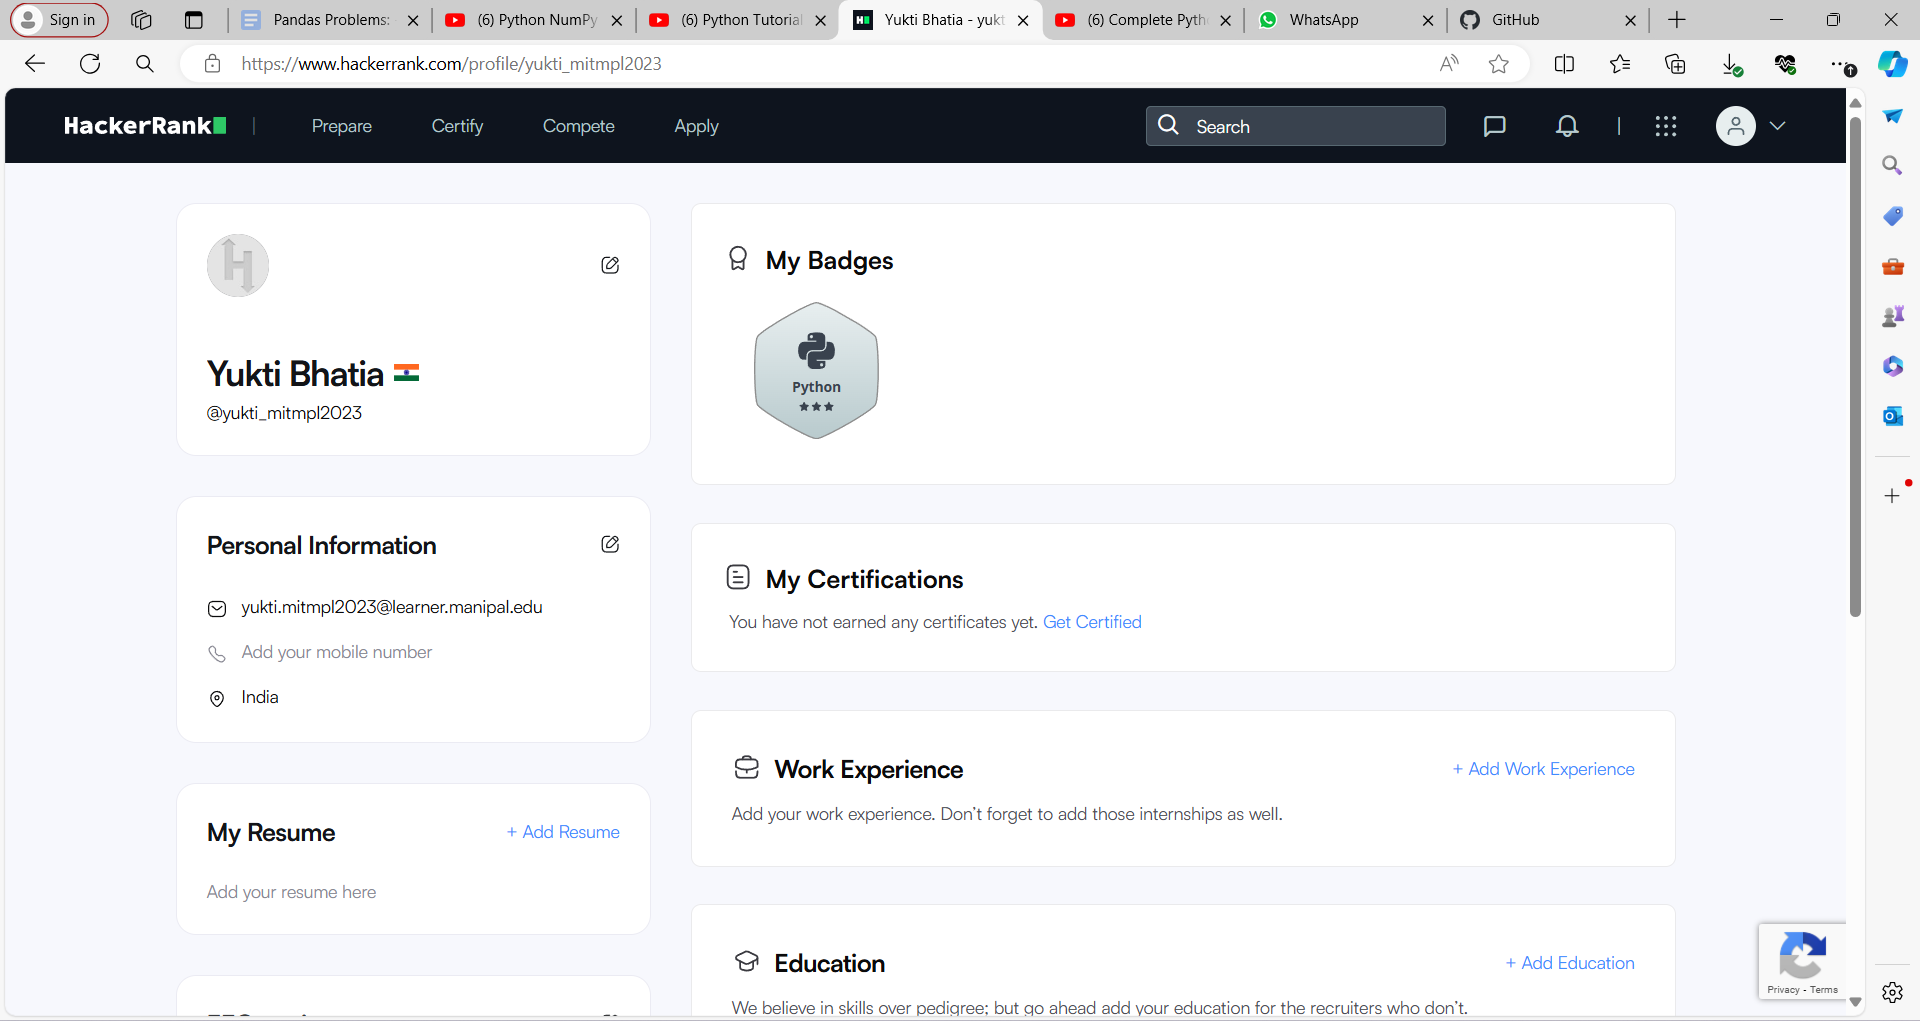 Sign in
Pandas Problems:
(6) Python NumPy
(6) Python Tutorial
Yukti Bhatia - yukt
(6) Complete Pyth
WhatsApp
GitHub
https://www.hackerrank.com/profile/yukti_mitmpl2023
HackerRank
Prepare
Certify
Compete
Apply
Search
Yukti Bhatia
@yukti_mitmpl2023
My Badges
Python
Personal Information
yukti.mitmpl2023@learner.manipal.edu
Add your mobile number
India
My Certifications
You have not earned any certificates yet. Get Certified
Work Experience
+ Add Work Experience
Add your work experience. Don't forget to add those internships as well.
My Resume
+ Add Resume
Add your resume here
Education
+ Add Education
We believe in skills over pedigree; but go ahead add your education for the recruiters who don't.
Privacy - Terms